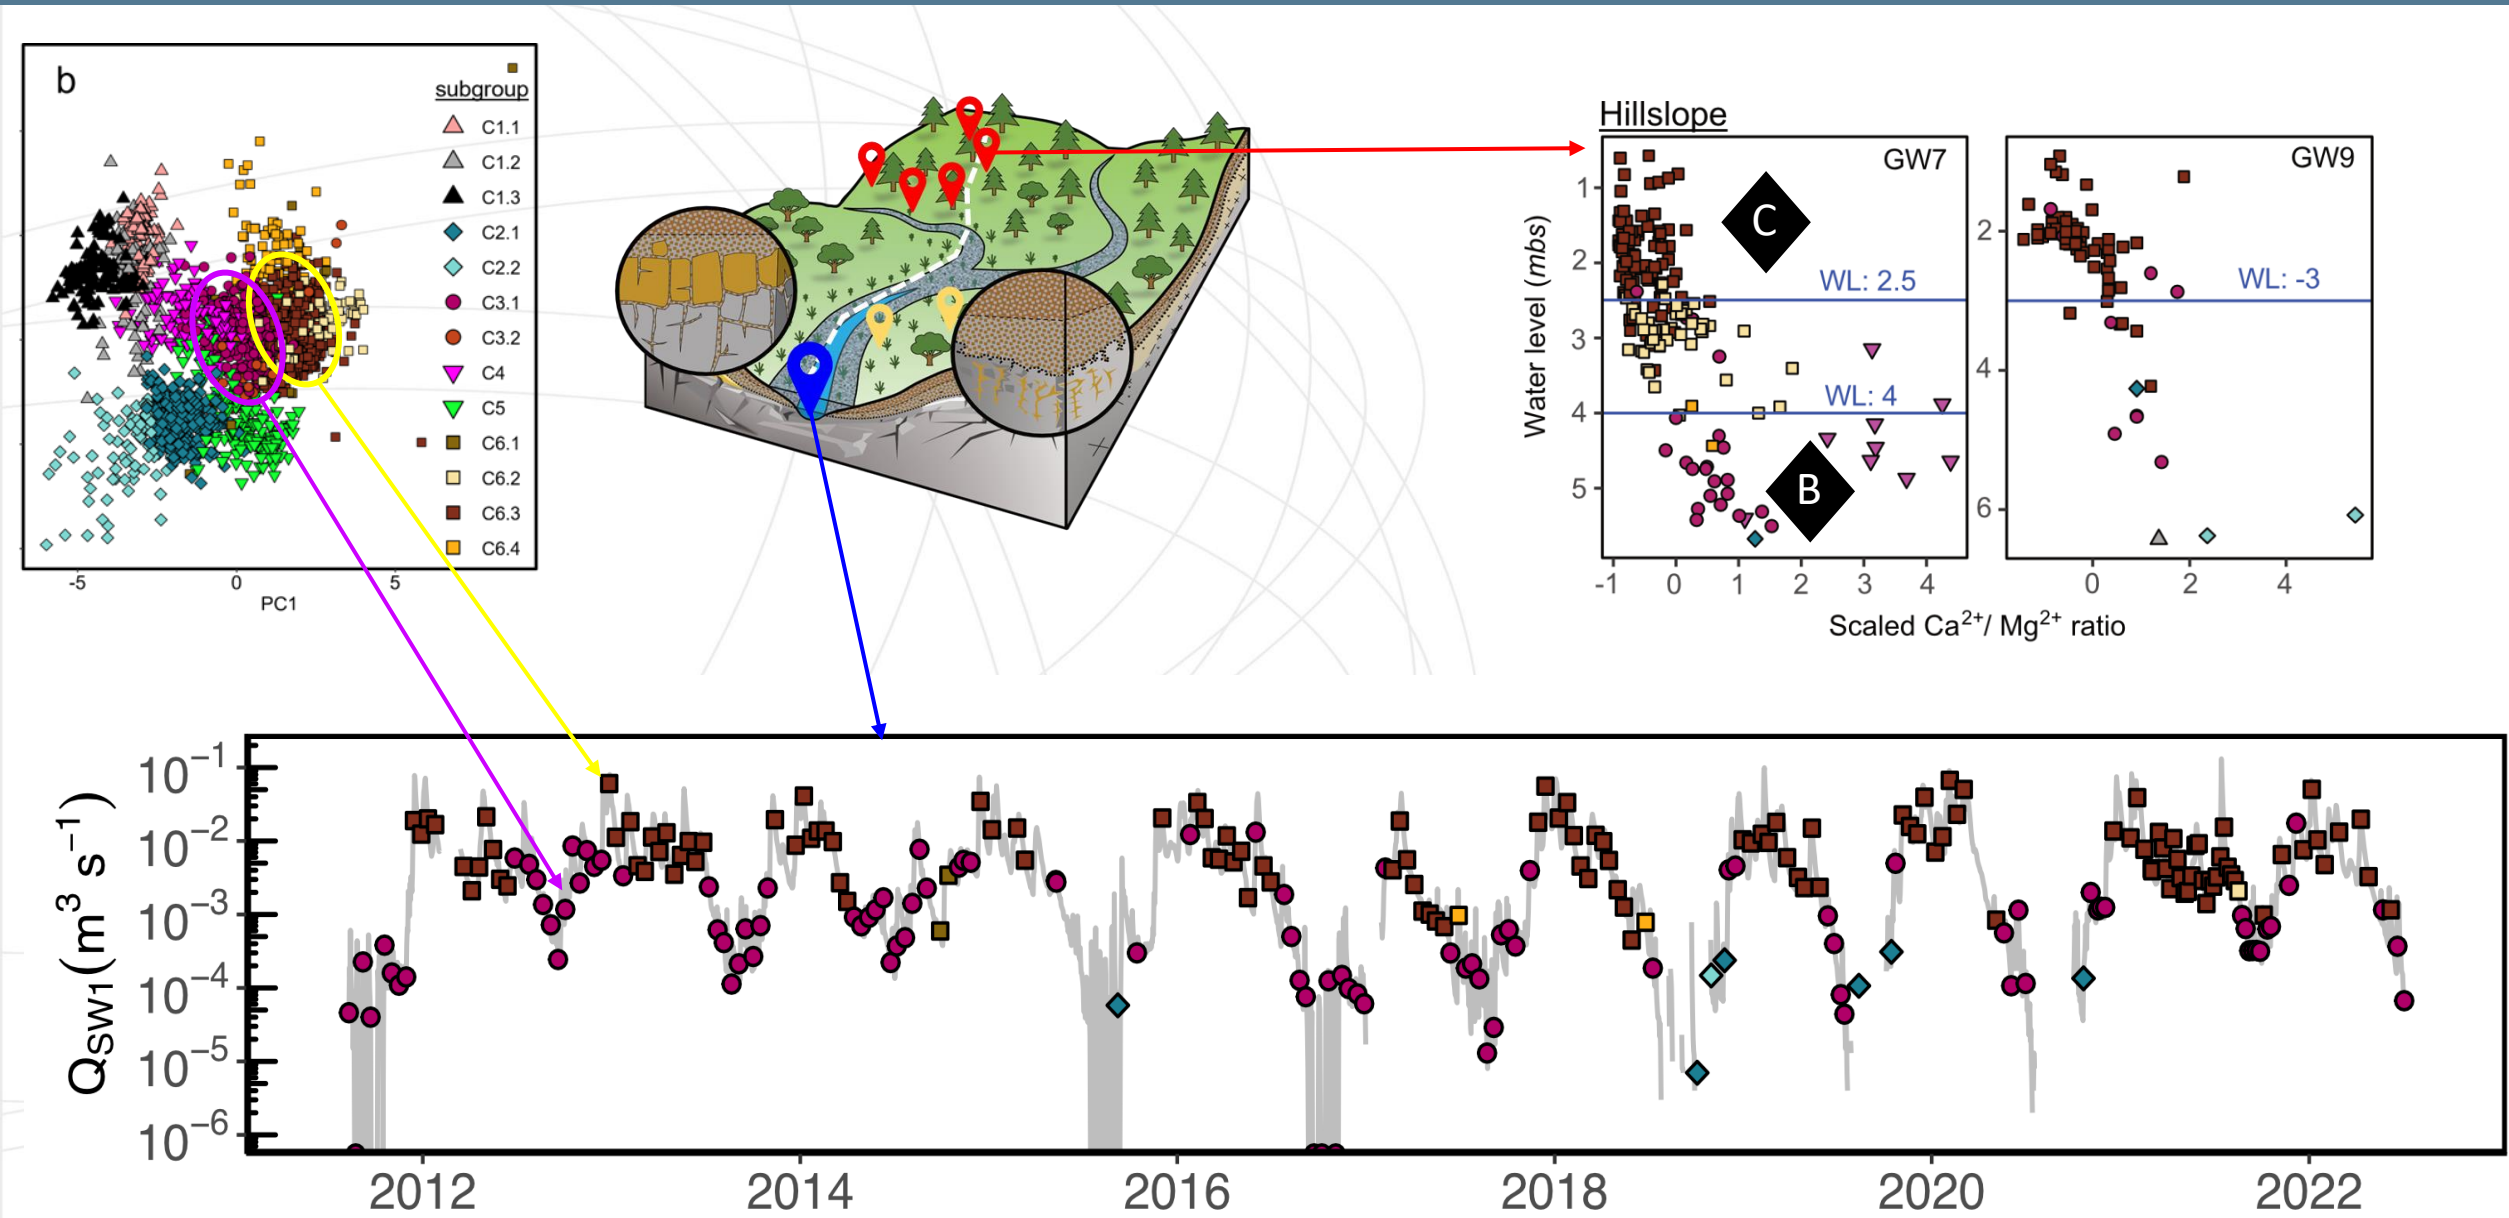 b
subgroup
C1.1
C1.2
C1.3
C2.1
C2.2
C3.1
C3.2
C4
C5
C6.1
C6.2
C6.3
C6.4
-5 0 5
PC1
Hillslope
GW7
GW9
Water level (mbs)
1
2
3
4
5
C
WL: 2.5
WL: 4
B
2
4
6
WL: -3
-1 0 1 2 3 4
0 2 4
Scaled Ca²⁺/ Mg²⁺ ratio
Q_SW1 (m³ s⁻¹)
10⁻¹
10⁻²
10⁻³
10⁻⁴
10⁻⁵
10⁻⁶
2012 2014 2016 2018 2020 2022